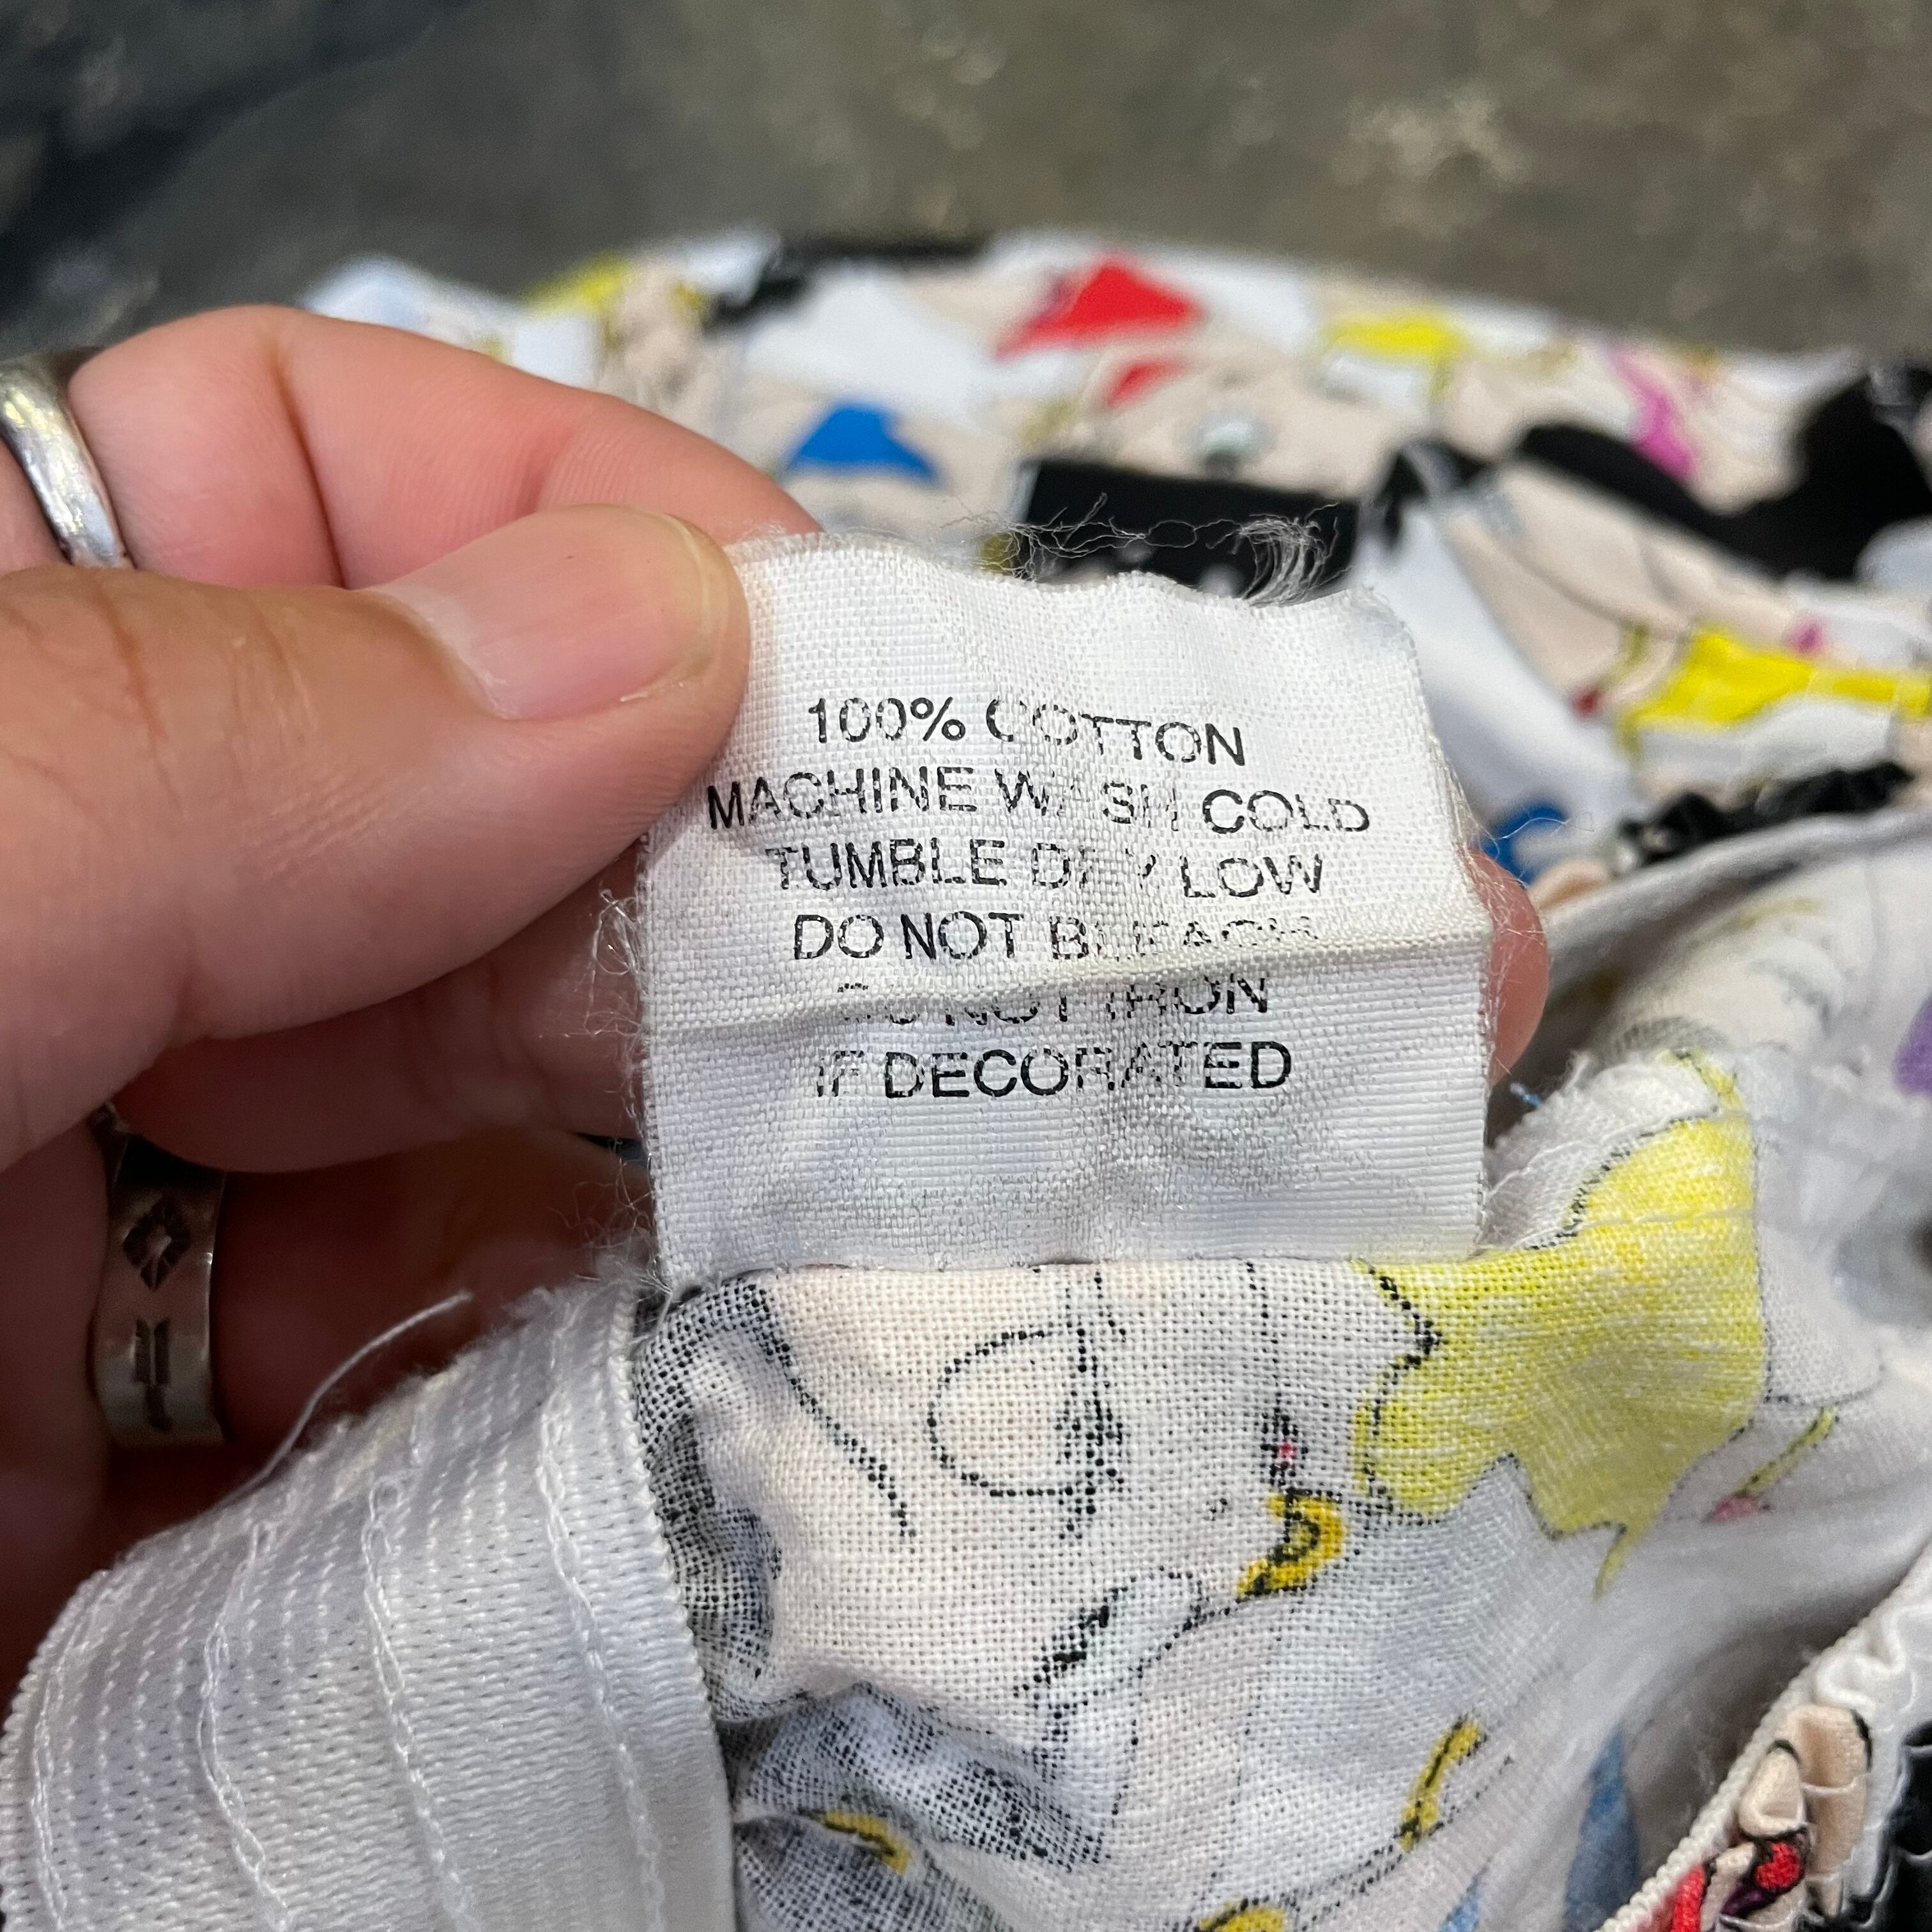 100% COTTON
MACHINE WASH COLD
TUMBLE DRY LOW
DO NOT BLEACH
DO NOT IRON
IF DECORATED